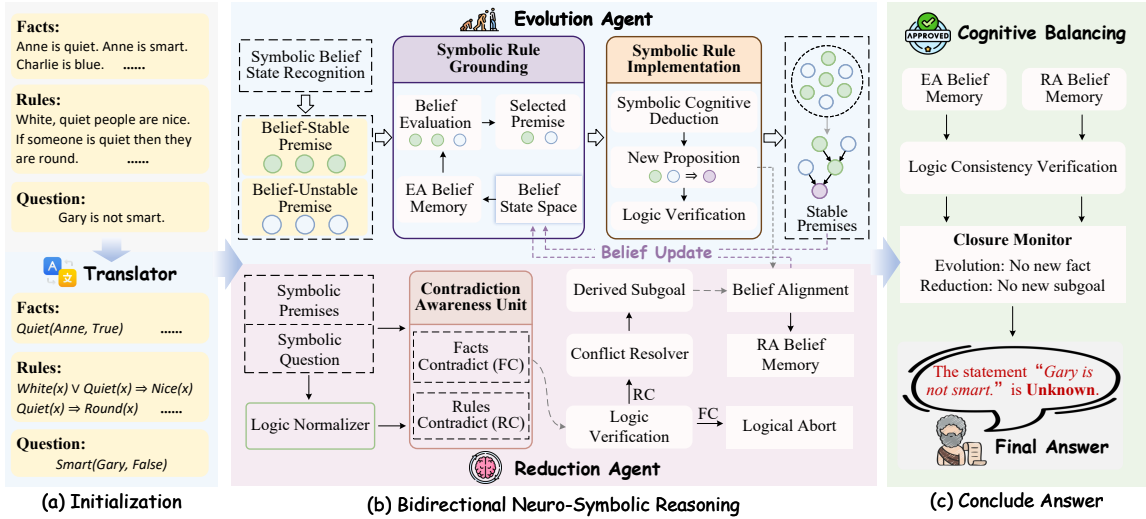 Facts:
Anne is quiet. Anne is smart.
Charlie is blue. ......
Rules:
White, quiet people are nice.
If someone is quiet then they
are round. ......
Question:
Gary is not smart.
A
文
Translator
Facts:
Quiet(Anne, True) ......
Rules:
White(x) ∨ Quiet(x) ⇒ Nice(x)
Quiet(x) ⇒ Round(x) ......
Question:
Smart(Gary, False)
(a) Initialization
Evolution Agent
Symbolic Belief
State Recognition
Belief-Stable
Premise
Belief-Unstable
Premise
Symbolic Rule
Grounding
Belief
Evaluation
Selected
Premise
EA Belief
Memory
Belief
State Space
Symbolic Rule
Implementation
Symbolic Cognitive
Deduction
New Proposition
⇒
Logic Verification
Stable
Premises
Belief Update
Symbolic
Premises
Symbolic
Question
Logic Normalizer
Contradiction
Awareness Unit
Facts
Contradict (FC)
Rules
Contradict (RC)
Derived Subgoal
Conflict Resolver
RC
Logic
Verification
FC
Logical Abort
Belief Alignment
RA Belief
Memory
Reduction Agent
(b) Bidirectional Neuro-Symbolic Reasoning
APPROVED
Cognitive Balancing
EA Belief
Memory
RA Belief
Memory
Logic Consistency Verification
Closure Monitor
Evolution: No new fact
Reduction: No new subgoal
The statement “Gary is
not smart.” is Unknown.
Final Answer
(c) Conclude Answer